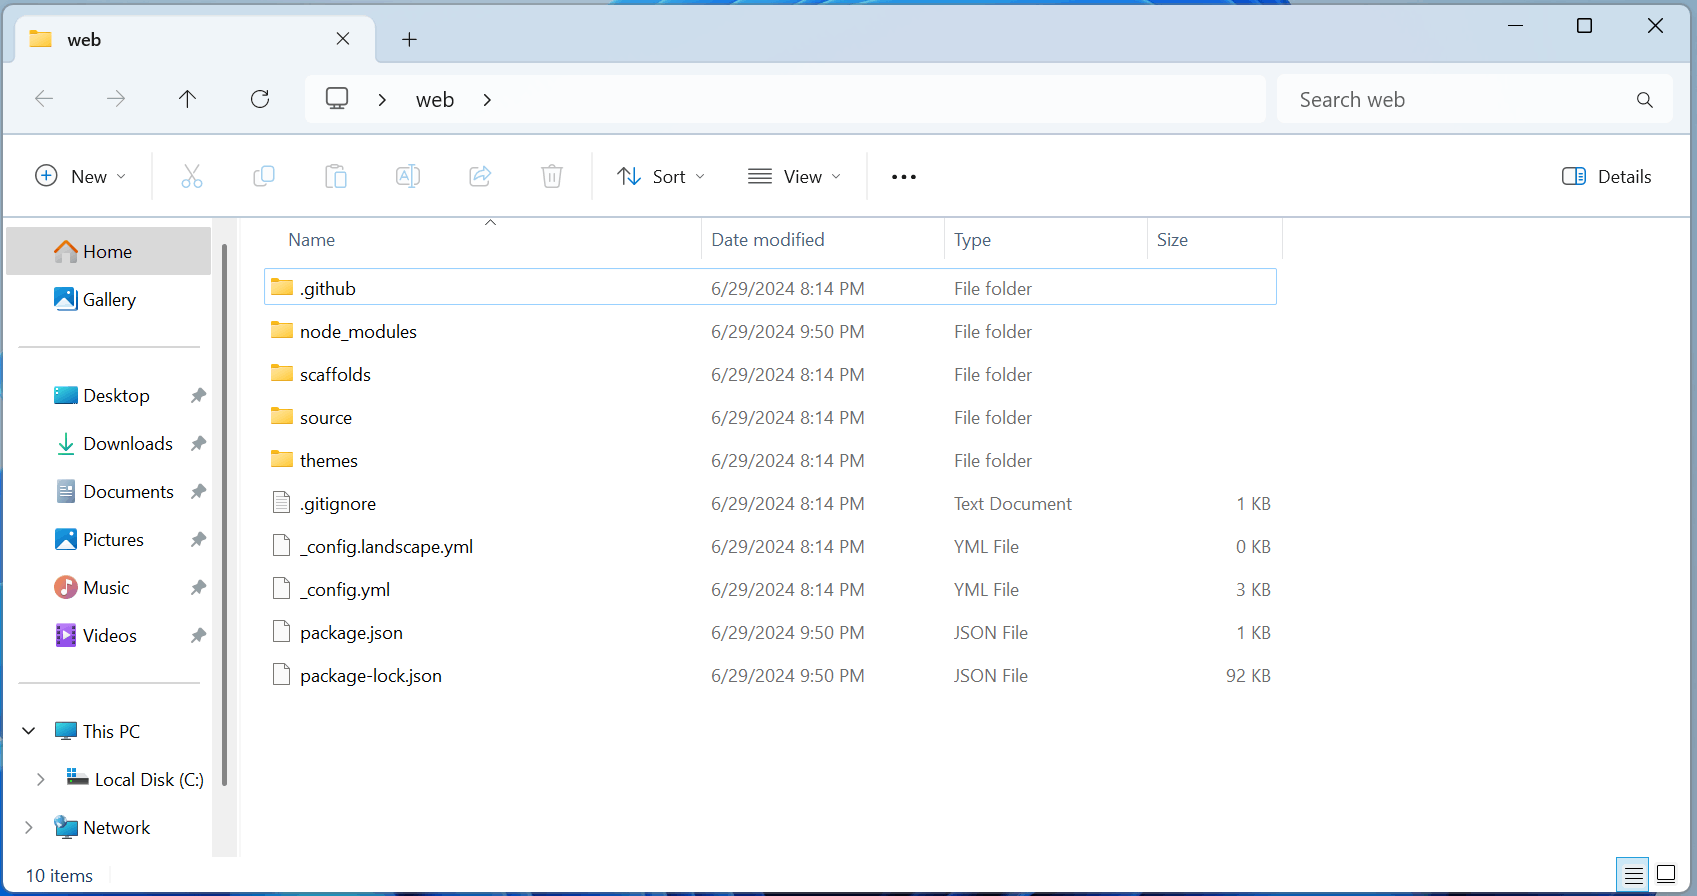 web
web
Search web
New
Sort
View
Details
Home
Gallery
Desktop
Downloads
Documents
Pictures
Music
Videos
This PC
Local Disk (C:)
Network
Name Date modified Type Size
.github 6/29/2024 8:14 PM File folder
node_modules 6/29/2024 9:50 PM File folder
scaffolds 6/29/2024 8:14 PM File folder
source 6/29/2024 8:14 PM File folder
themes 6/29/2024 8:14 PM File folder
.gitignore 6/29/2024 8:14 PM Text Document 1 KB
_config.landscape.yml 6/29/2024 8:14 PM YML File 0 KB
_config.yml 6/29/2024 8:14 PM YML File 3 KB
package.json 6/29/2024 9:50 PM JSON File 1 KB
package-lock.json 6/29/2024 9:50 PM JSON File 92 KB
10 items